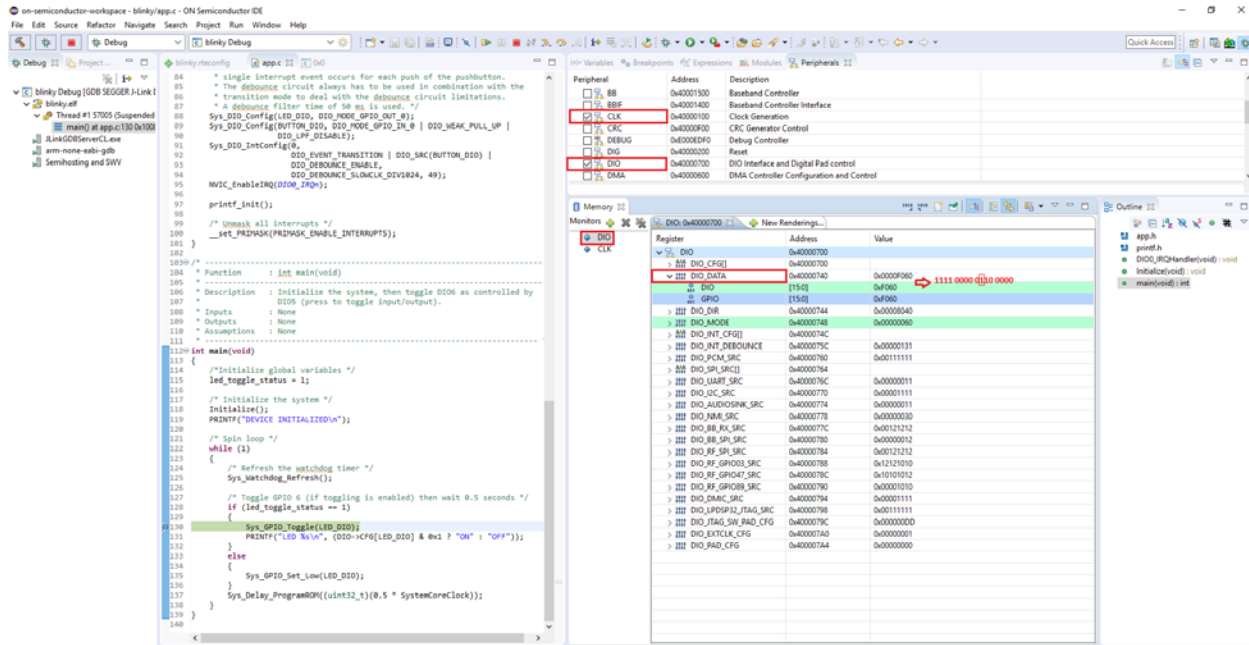 on-semiconductor-workspace - blinky/app.c - ON Semiconductor IDE
File Edit Source Refactor Navigate Search Project Run Window Help
Debug
blinky Debug
Quick Access
Debug
Project ...
blinky Debug [GDB SEGGER J-Link
blinky.elf
Thread #1 57005 (Suspended
main() at app.c:130 0x100
JLinkGDBServerCL.exe
arm-none-eabi-gdb
Semihosting and SWV
blinky.rteconfig
app.c
0x0
84 * single interrupt event occurs for each push of the pushbutton.
85 * The debounce circuit always has to be used in combination with the
86 * transition mode to deal with the debounce circuit limitations.
87 * A debounce filter time of 50 ms is used. */
88 Sys_DIO_Config(LED_DIO, DIO_MODE_GPIO_OUT_0);
89 Sys_DIO_Config(BUTTON_DIO, DIO_MODE_GPIO_IN_0 | DIO_WEAK_PULL_UP |
90 DIO_LPF_DISABLE);
91 Sys_DIO_IntConfig(0,
92 DIO_EVENT_TRANSITION | DIO_SRC(BUTTON_DIO) |
93 DIO_DEBOUNCE_ENABLE,
94 DIO_DEBOUNCE_SLOWCLK_DIV1024, 49);
95 NVIC_EnableIRQ(DIO0_IRQn);
96
97 printf_init();
98
99 /* Unmask all interrupts */
100 __set_PRIMASK(PRIMASK_ENABLE_INTERRUPTS);
101 }
102
103 /* ----------------------------------------------------------------------------
104 * Function : int main(void)
105 * ----------------------------------------------------------------------------
106 * Description : Initialize the system, then toggle DIO6 as controlled by
107 * DIO5 (press to toggle input/output).
108 * Inputs : None
109 * Outputs : None
110 * Assumptions : None
111 * ------------------------------------------------------------------------- */
112 int main(void)
113 {
114 /*Initialize global variables */
115 led_toggle_status = 1;
116
117 /* Initialize the system */
118 Initialize();
119 PRINTF("DEVICE INITIALIZED\n");
120
121 /* Spin loop */
122 while (1)
123 {
124 /* Refresh the watchdog timer */
125 Sys_Watchdog_Refresh();
126
127 /* Toggle GPIO 6 (if toggling is enabled) then wait 0.5 seconds */
128 if (led_toggle_status == 1)
129 {
130 Sys_GPIO_Toggle(LED_DIO);
131 PRINTF("LED %s\n", (DIO->CFG[LED_DIO] & 0x1 ? "ON" : "OFF"));
132 }
133 else
134 {
135 Sys_GPIO_Set_Low(LED_DIO);
136 }
137 Sys_Delay_ProgramROM((uint32_t)(0.5 * SystemCoreClock));
138 }
139 }
140
Variables Breakpoints Expressions Modules Peripherals
Peripheral Address Description
BB 0x40001500 Baseband Controller
BBIF 0x40001400 Baseband Controller Interface
CLK 0x40000100 Clock Generation
CRC 0x40000F00 CRC Generator Control
DEBUG 0xE000EDF0 Debug Controller
DIG 0x40000200 Reset
DIO 0x40000700 DIO Interface and Digital Pad control
DMA 0x40000600 DMA Controller Configuration and Control
Memory
Monitors
DIO
CLK
DIO: 0x40000700
New Renderings...
Register Address Value
DIO 0x40000700
DIO_CFG[] 0x40000700
DIO_DATA 0x40000740 0x0000F060
DIO [15:0] 0xF060
GPIO [15:0] 0xF060
1111 0000 0110 0000
DIO_DIR 0x40000744 0x00008040
DIO_MODE 0x40000748 0x00000060
DIO_INT_CFG[] 0x4000074C
DIO_INT_DEBOUNCE 0x4000075C 0x00000131
DIO_PCM_SRC 0x40000760 0x00111111
DIO_SPI_SRC[] 0x40000764
DIO_UART_SRC 0x4000076C 0x00000011
DIO_I2C_SRC 0x40000770 0x00001111
DIO_AUDIOSINK_SRC 0x40000774 0x00000011
DIO_NMI_SRC 0x40000778 0x00000030
DIO_BB_RX_SRC 0x4000077C 0x00121212
DIO_BB_SPI_SRC 0x40000780 0x00000012
DIO_RF_SPI_SRC 0x40000784 0x00121212
DIO_RF_GPIO03_SRC 0x40000788 0x12121010
DIO_RF_GPIO47_SRC 0x4000078C 0x10101012
DIO_RF_GPIO89_SRC 0x40000790 0x00001010
DIO_DMIC_SRC 0x40000794 0x00001111
DIO_LPDSP32_JTAG_SRC 0x40000798 0x00111111
DIO_JTAG_SW_PAD_CFG 0x4000079C 0x000000DD
DIO_EXTCLK_CFG 0x400007A0 0x00000001
DIO_PAD_CFG 0x400007A4 0x00000000
Outline
app.h
printf.h
DIO0_IRQHandler(void) : void
Initialize(void) : void
main(void) : int